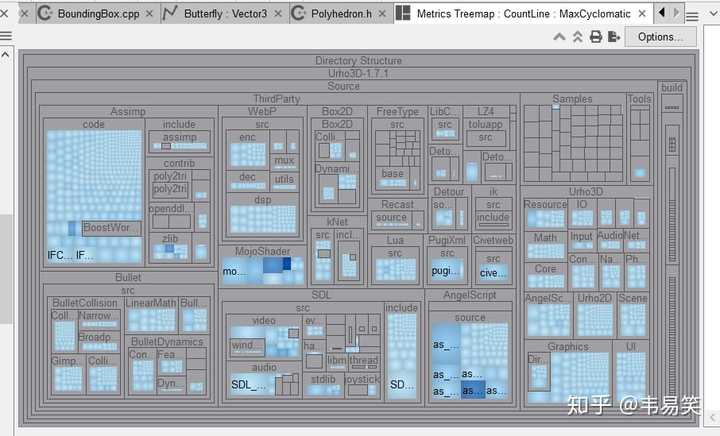 BoundingBox.cpp
Butterfly : Vector3
Polyhedron.h
Metrics Treemap : CountLine : MaxCyclomatic
Options...
Directory Structure
Urho3D-1.7.1
Source
build
ThirdParty
Samples
Tools
Assimp
code
include
assimp
contrib
poly2tri
poly2tri
openddl...
zlib
BoostWor...
IFC... IF...
WebP
src
enc
mux
dec
utils
dsp
Box2D
Box2D
Colli...
Dynami...
FreeType
src
base
LibC...
src
LZ4
toluapp
src
Deto...
Deto...
Recast
source
Detour
so...
ik
src
include
kNet
src
incl...
MojoShader
mo...
Lua
src
PugiXml
src
pugi...
Civetweb
src
cive...
Urho3D
Resource
IO
Math
Input
Audio
Net...
Core
Con...
Na...
Ph...
AngelSc...
Urho2D
Scene
Graphics
Dir...
UI
Bullet
src
BulletCollision
Coll...
Narrow...
Broadp...
Gimp...
Colli...
LinearMath
Bull...
BulletDynamics
Con...
Fea...
Dyn...
SDL
src
video
wind...
audio
SDL_...
ev...
ha...
libm
thread
stdlib
joystick
include
SD...
AngelScript
source
as_...
as_...
as...
as_...
as...
as...
知乎 @韦易笑